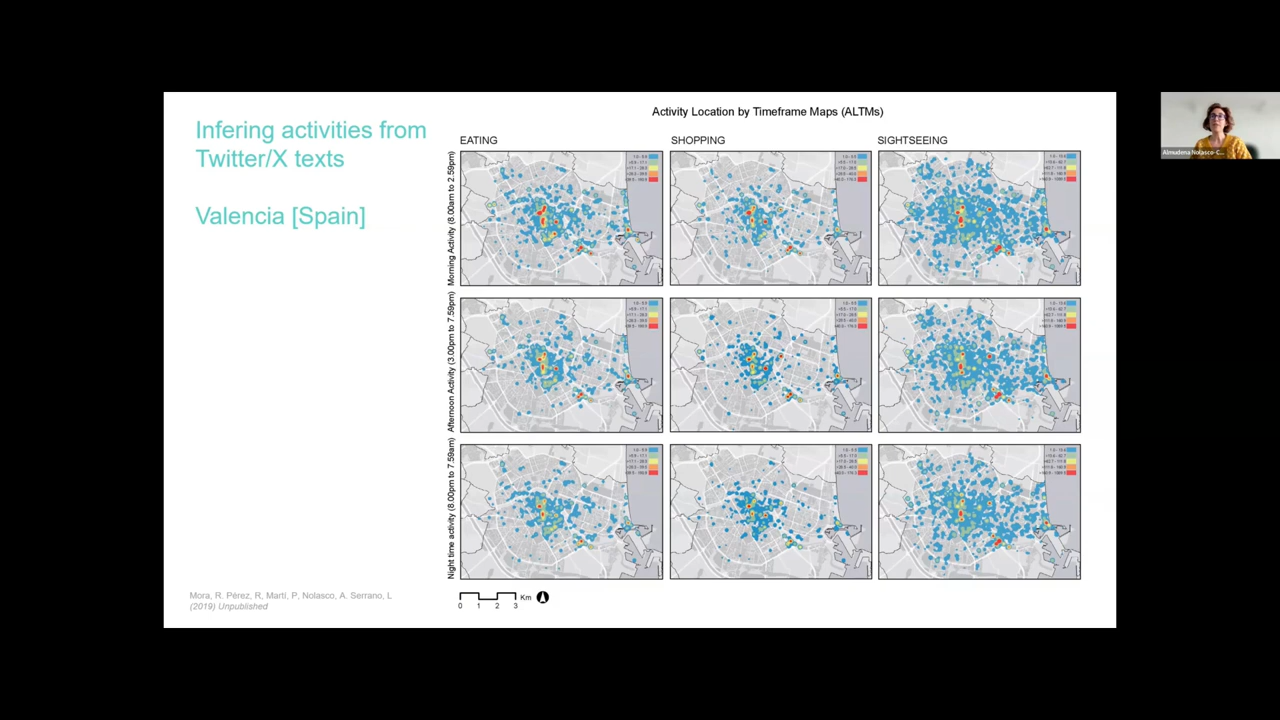 Infering activities from
Twitter/X texts
Valencia [Spain]
Activity Location by Timeframe Maps (ALTMs)
EATING
SHOPPING
SIGHTSEEING
Morning Activity (8.00am to 2.59pm)
Afternoon Activity (3.00pm to 7.59pm)
Night time activity (8.00pm to 7.59am)
Mora, R. Pérez, R, Martí, P, Nolasco, A. Serrano, L
(2019) Unpublished
0 1 2 3 Km
Almudena Nolasco-C...